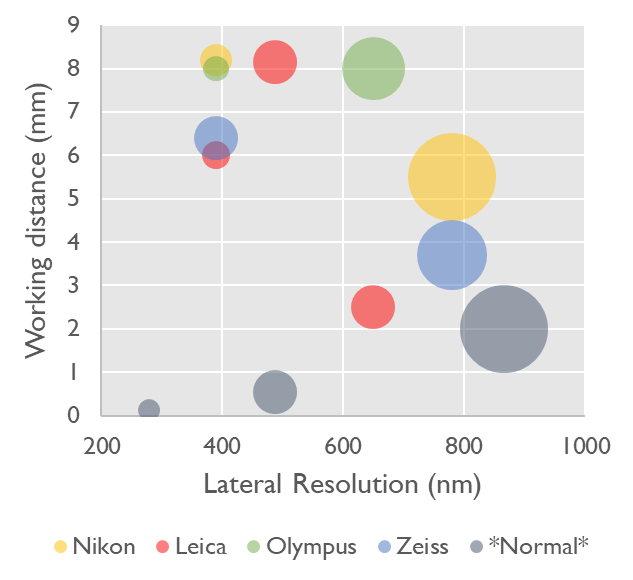 9
8
7
6
5
4
3
2
1
0
Working distance (mm)
200 400 600 800 1000
Lateral Resolution (nm)
Nikon Leica Olympus Zeiss *Normal*